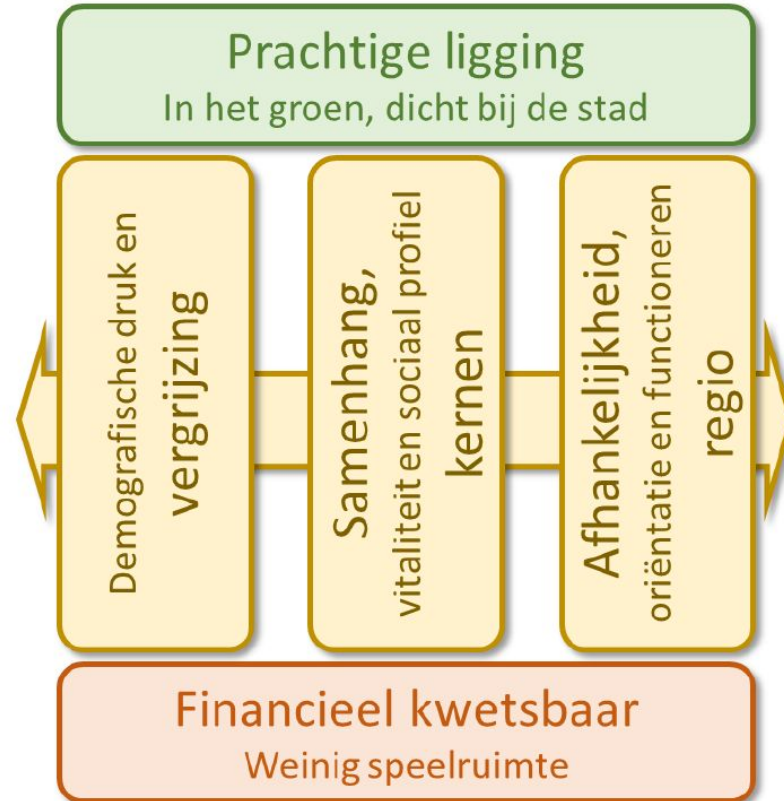 Prachtige ligging
In het groen, dicht bij de stad
Demografische druk en
vergrijzing
Samenhang,
vitaliteit en sociaal profiel
kernen
Afhankelijkheid,
oriëntatie en functioneren
regio
Financieel kwetsbaar
Weinig speelruimte